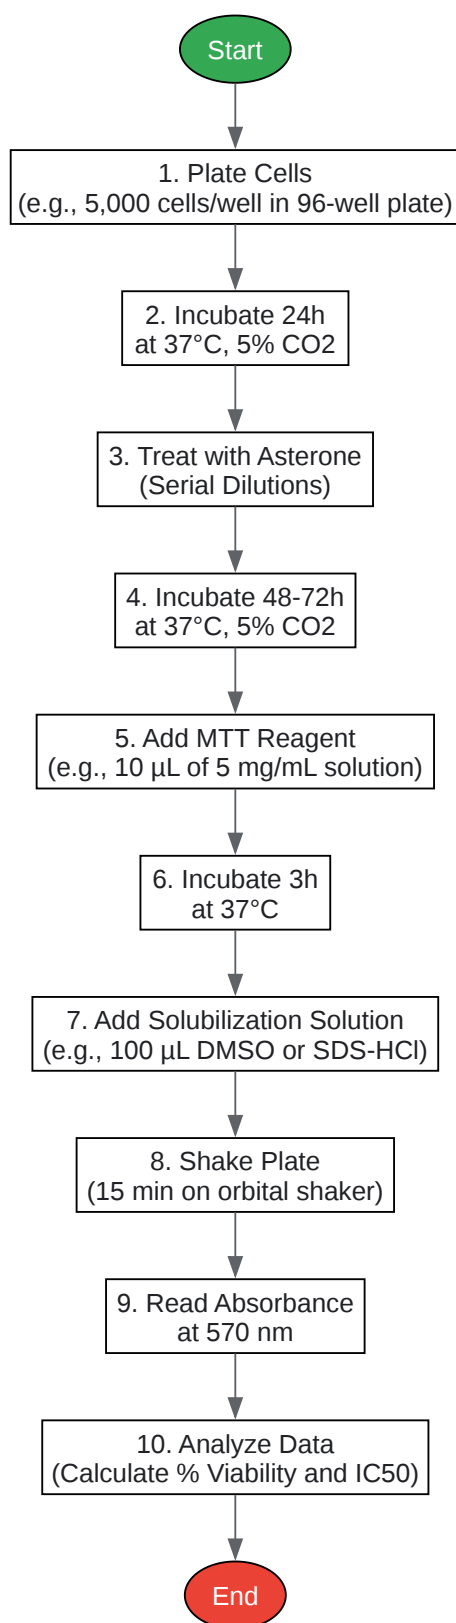 Start
1. Plate Cells
(e.g., 5,000 cells/well in 96-well plate)
2. Incubate 24h
at 37°C, 5% CO2
3. Treat with Asterone
(Serial Dilutions)
4. Incubate 48-72h
at 37°C, 5% CO2
5. Add MTT Reagent
(e.g., 10 µL of 5 mg/mL solution)
6. Incubate 3h
at 37°C
7. Add Solubilization Solution
(e.g., 100 µL DMSO or SDS-HCl)
8. Shake Plate
(15 min on orbital shaker)
9. Read Absorbance
at 570 nm
10. Analyze Data
(Calculate % Viability and IC50)
End